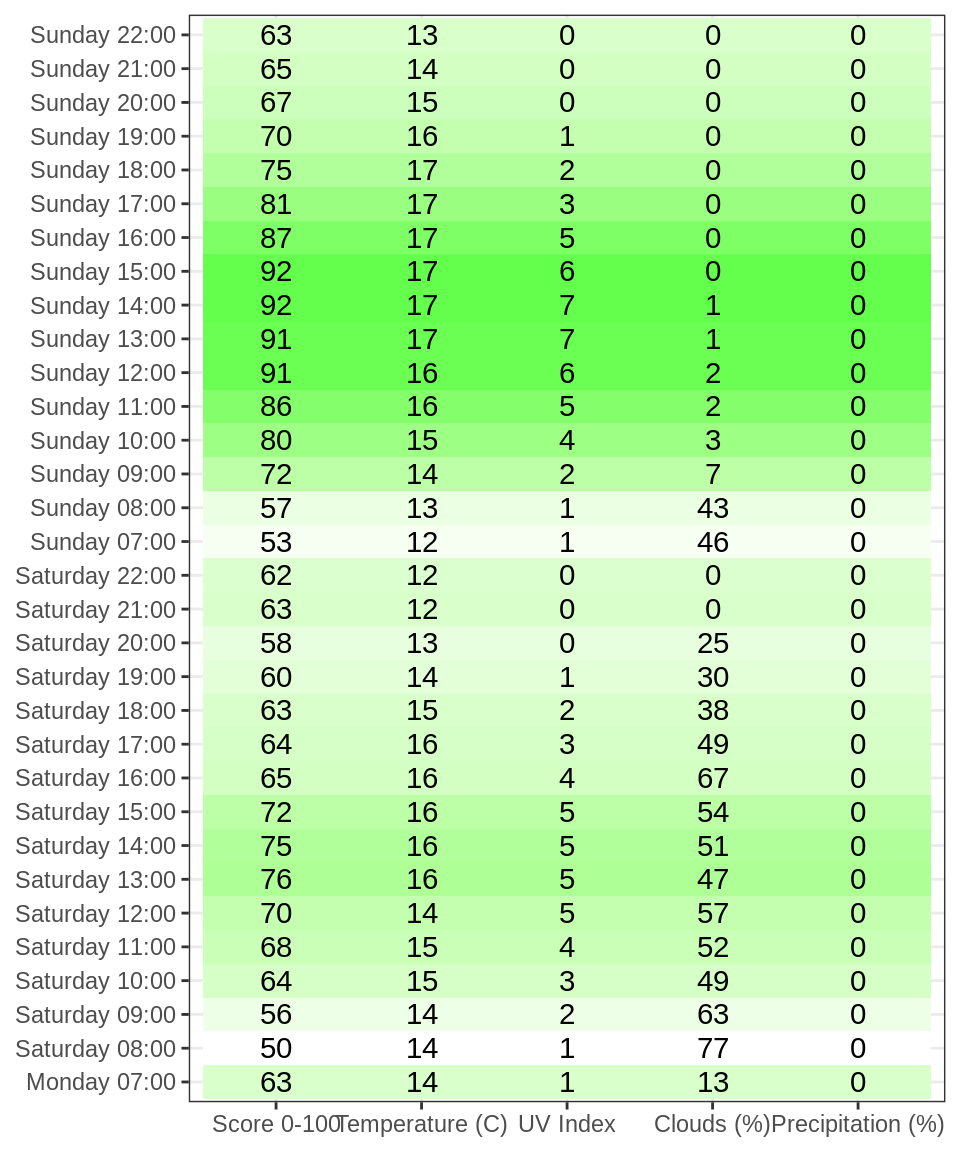 Sunday 22:00 63 13 0 0 0
Sunday 21:00 65 14 0 0 0
Sunday 20:00 67 15 0 0 0
Sunday 19:00 70 16 1 0 0
Sunday 18:00 75 17 2 0 0
Sunday 17:00 81 17 3 0 0
Sunday 16:00 87 17 5 0 0
Sunday 15:00 92 17 6 0 0
Sunday 14:00 92 17 7 1 0
Sunday 13:00 91 17 7 1 0
Sunday 12:00 91 16 6 2 0
Sunday 11:00 86 16 5 2 0
Sunday 10:00 80 15 4 3 0
Sunday 09:00 72 14 2 7 0
Sunday 08:00 57 13 1 43 0
Sunday 07:00 53 12 1 46 0
Saturday 22:00 62 12 0 0 0
Saturday 21:00 63 12 0 0 0
Saturday 20:00 58 13 0 25 0
Saturday 19:00 60 14 1 30 0
Saturday 18:00 63 15 2 38 0
Saturday 17:00 64 16 3 49 0
Saturday 16:00 65 16 4 67 0
Saturday 15:00 72 16 5 54 0
Saturday 14:00 75 16 5 51 0
Saturday 13:00 76 16 5 47 0
Saturday 12:00 70 14 5 57 0
Saturday 11:00 68 15 4 52 0
Saturday 10:00 64 15 3 49 0
Saturday 09:00 56 14 2 63 0
Saturday 08:00 50 14 1 77 0
Monday 07:00 63 14 1 13 0
Score 0-100 Temperature (C) UV Index Clouds (%) Precipitation (%)